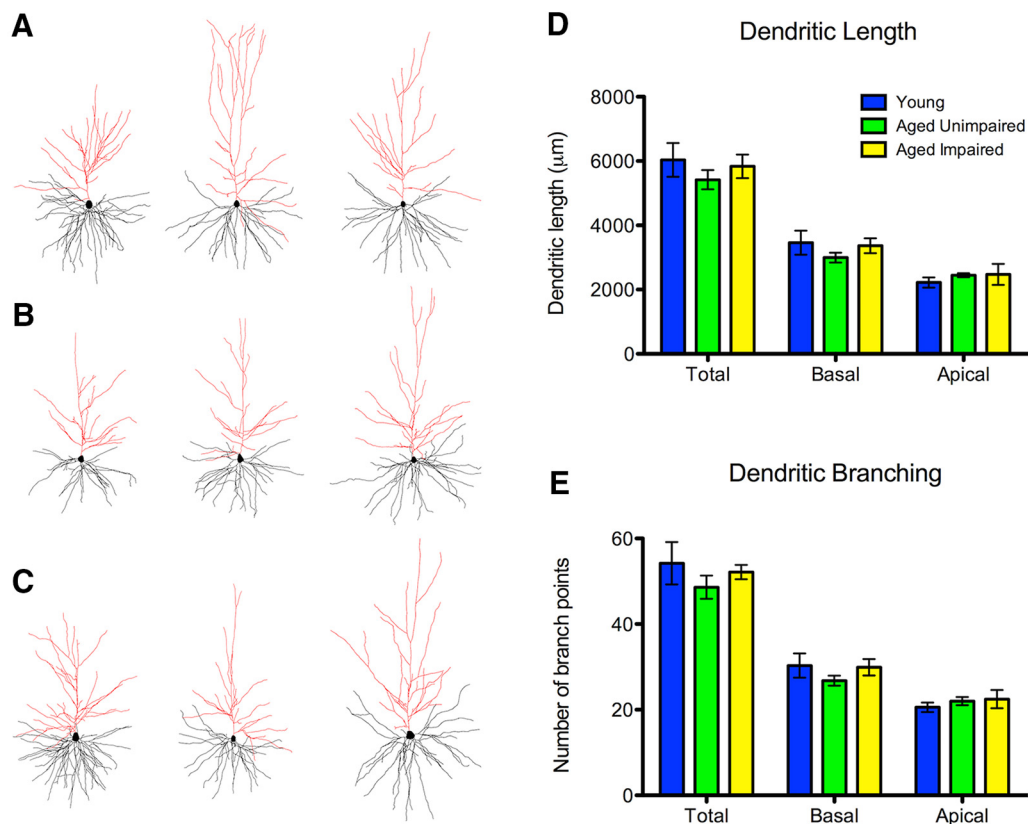 A
B
C
D
Dendritic Length
Dendritic length (μm)
8000
6000
4000
2000
0
Young
Aged Unimpaired
Aged Impaired
Total Basal Apical
E
Dendritic Branching
Number of branch points
60
40
20
0
Total Basal Apical